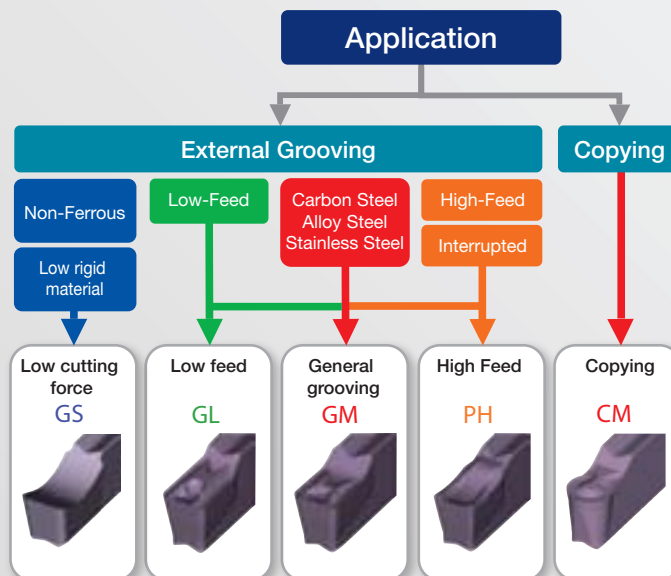 Application
External Grooving
Copying
Non-Ferrous
Low rigid
material
Low-Feed
Carbon Steel
Alloy Steel
Stainless Steel
High-Feed
Interrupted
Low cutting
force
GS
Low feed
GL
General
grooving
GM
High Feed
PH
Copying
CM